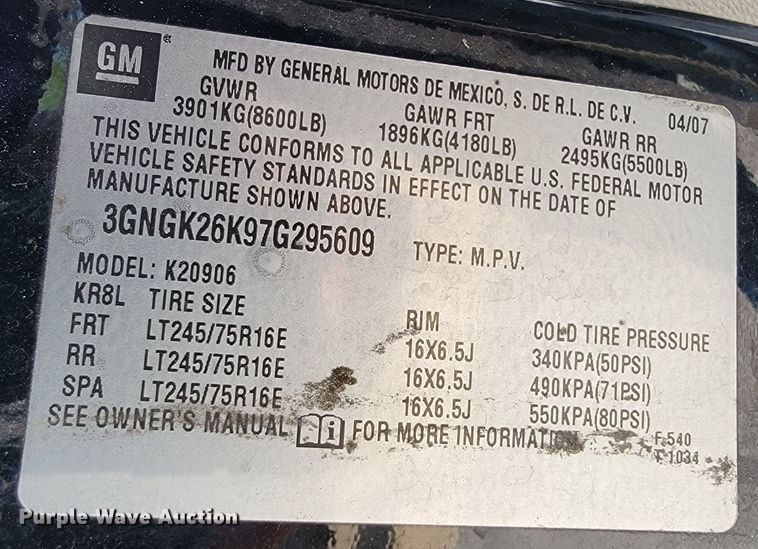 GM
MFD BY GENERAL MOTORS DE MEXICO, S. DE R.L. DE C.V. 04/07
GVWR GAWR FRT GAWR RR
3901KG(8600LB) 1896KG(4180LB) 2495KG(5500LB)
THIS VEHICLE CONFORMS TO ALL APPLICABLE U.S. FEDERAL MOTOR
VEHICLE SAFETY STANDARDS IN EFFECT ON THE DATE OF
MANUFACTURE SHOWN ABOVE.
3GNGK26K97G295609 TYPE: M.P.V.
MODEL: K20906
KR8L TIRE SIZE RIM COLD TIRE PRESSURE
FRT LT245/75R16E 16X6.5J 340KPA(50PSI)
RR LT245/75R16E 16X6.5J 490KPA(71PSI)
SPA LT245/75R16E 16X6.5J 550KPA(80PSI)
SEE OWNER'S MANUAL i FOR MORE INFORMATION F 540
T 1034
Purple Wave Auction